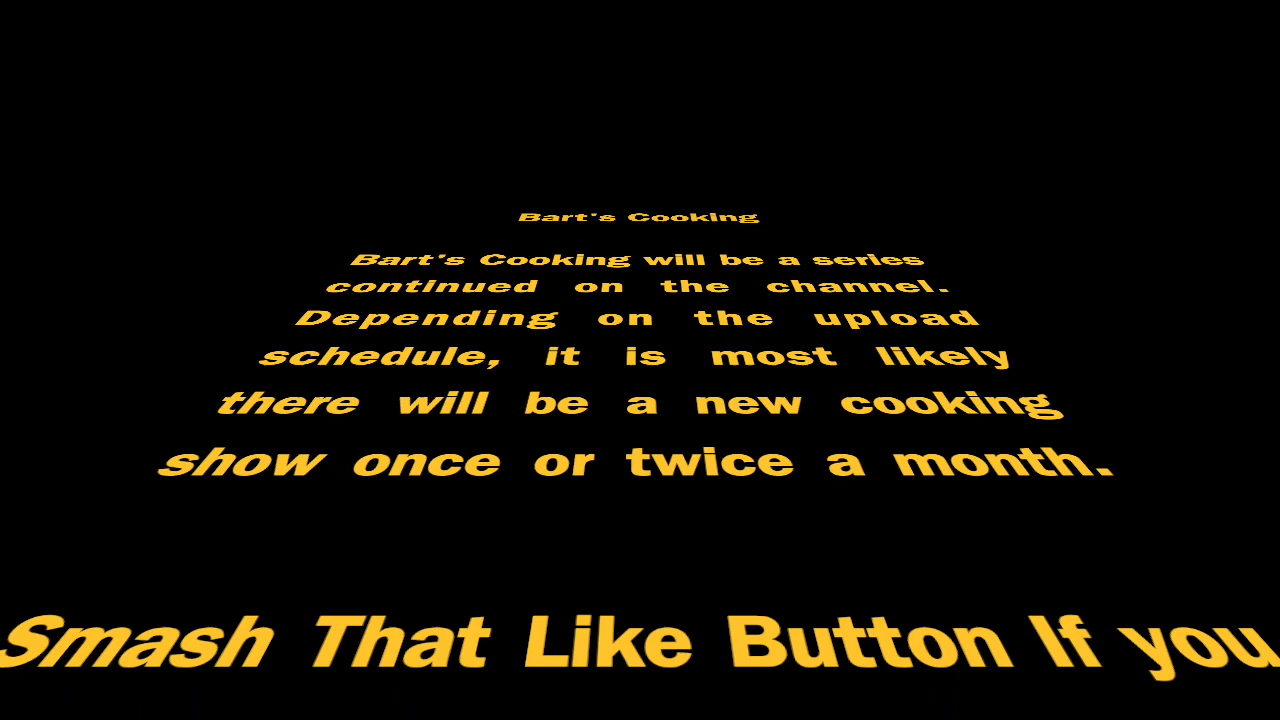 Bart's Cooking
Bart's Cooking will be a series
continued on the channel.
Depending on the upload
schedule, it is most likely
there will be a new cooking
show once or twice a month.
Smash That Like Button If you